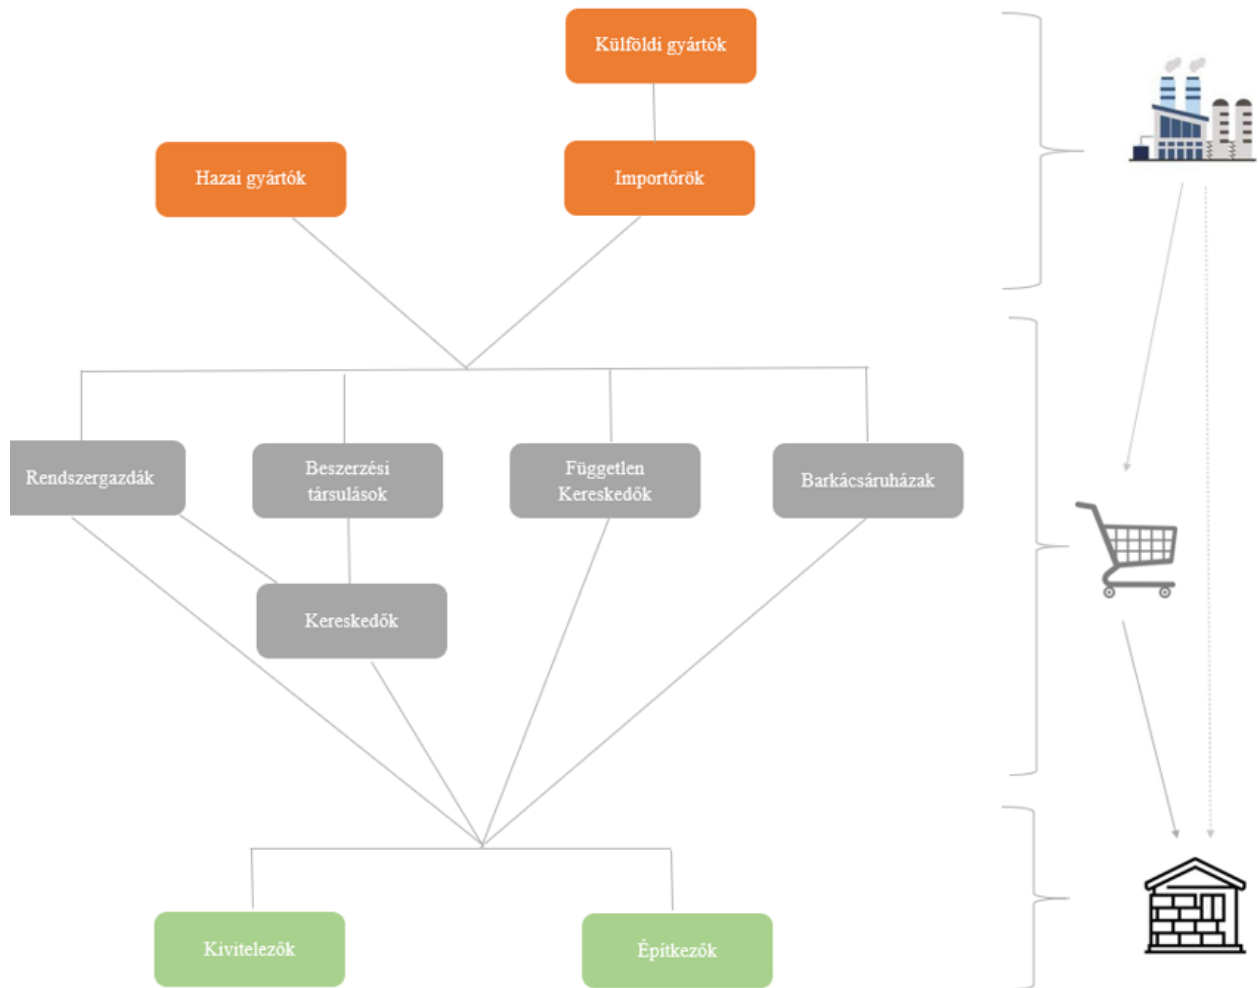 Külföldi gyártók
Hazai gyártók
Importőrök
Rendszergazdák
Beszerzési
társulások
Független
Kereskedők
Barkácsáruházak
Kereskedők
Kivitelezők
Építkezők